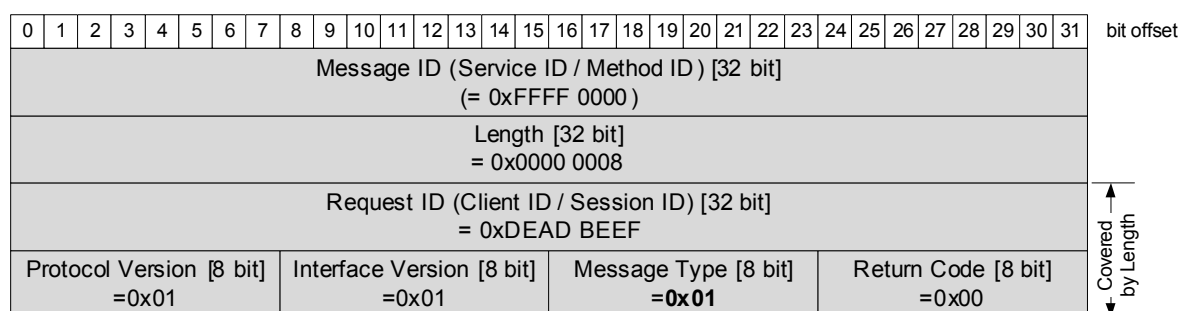 0 1 2 3 4 5 6 7 8 9 10 11 12 13 14 15 16 17 18 19 20 21 22 23 24 25 26 27 28 29 30 31 bit offset
Message ID (Service ID / Method ID) [32 bit]
(= 0xFFFF 0000)
Length [32 bit]
= 0x0000 0008
Request ID (Client ID / Session ID) [32 bit]
= 0xDEAD BEEF
Protocol Version [8 bit]
=0x01
Interface Version [8 bit]
=0x01
Message Type [8 bit]
=0x01
Return Code [8 bit]
=0x00
Covered
by Length